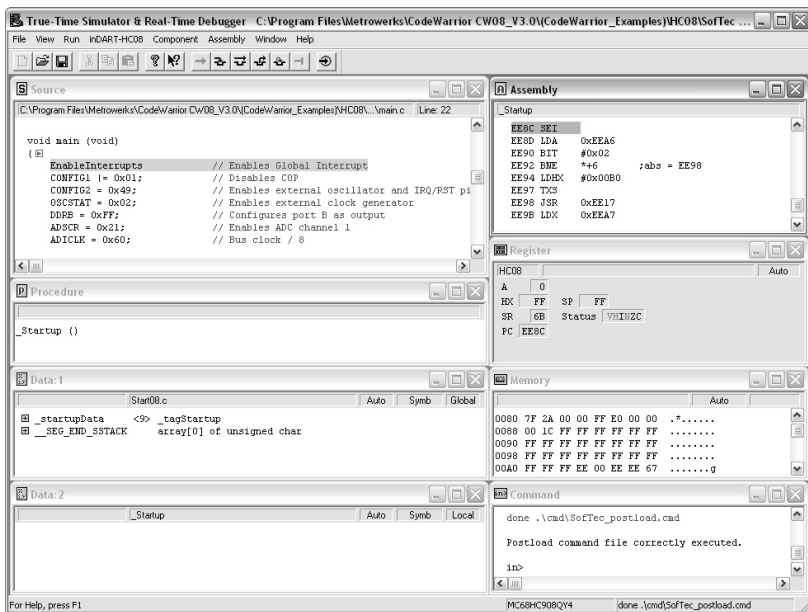 True-Time Simulator & Real-Time Debugger C:\Program Files\Metrowerks\CodeWarrior CW08_V3.0\(CodeWarrior_Examples)\HC08\SofTec ...
File View Run inDART-HC08 Component Assembly Window Help
Source
C:\Program Files\Metrowerks\CodeWarrior CW08_V3.0\(CodeWarrior_Examples)\HC08\...\main.c Line: 22
void main (void)
{
EnableInterrupts // Enables Global Interrupt
CONFIG1 |= 0x01; // Disables COP
CONFIG2 = 0x49; // Enables external oscillator and IRQ/RST pi
OSCSTAT = 0x02; // Enables external clock generator
DDRB = 0xFF; // Configures port B as output
ADSCR = 0x21; // Enables ADC channel 1
ADICLK = 0x60; // Bus clock / 8
Assembly
_Startup
EE8C SEI
EE8D LDA 0xEEA6
EE90 BIT #0x02
EE92 BNE *+6 ;abs = EE98
EE94 LDHX #0x00B0
EE97 TXS
EE98 JSR 0xEE17
EE9B LDX 0xEEA7
Register
HC08 Auto
A 0
HX FF SP FF
SR 6B Status VHINZC
PC EE8C
Procedure
_Startup ()
Data:1
Start08.c Auto Symb Global
_startupData <9> _tagStartup
__SEG_END_SSTACK array[0] of unsigned char
Memory
Auto
0080 7F 2A 00 00 FF E0 00 00 .*......
0088 00 1C FF FF FF FF FF FF ........
0090 FF FF FF FF FF FF FF FF ........
0098 FF FF FF FF FF FF FF FF ........
00A0 FF FF FF EE 00 EE EE 67 .......g
Data:2
_Startup Auto Symb Local
Command
done .\cmd\SofTec_postload.cmd
Postload command file correctly executed.
in>
For Help, press F1 MC68HC908QY4 done .\cmd\SofTec_postload.cmd